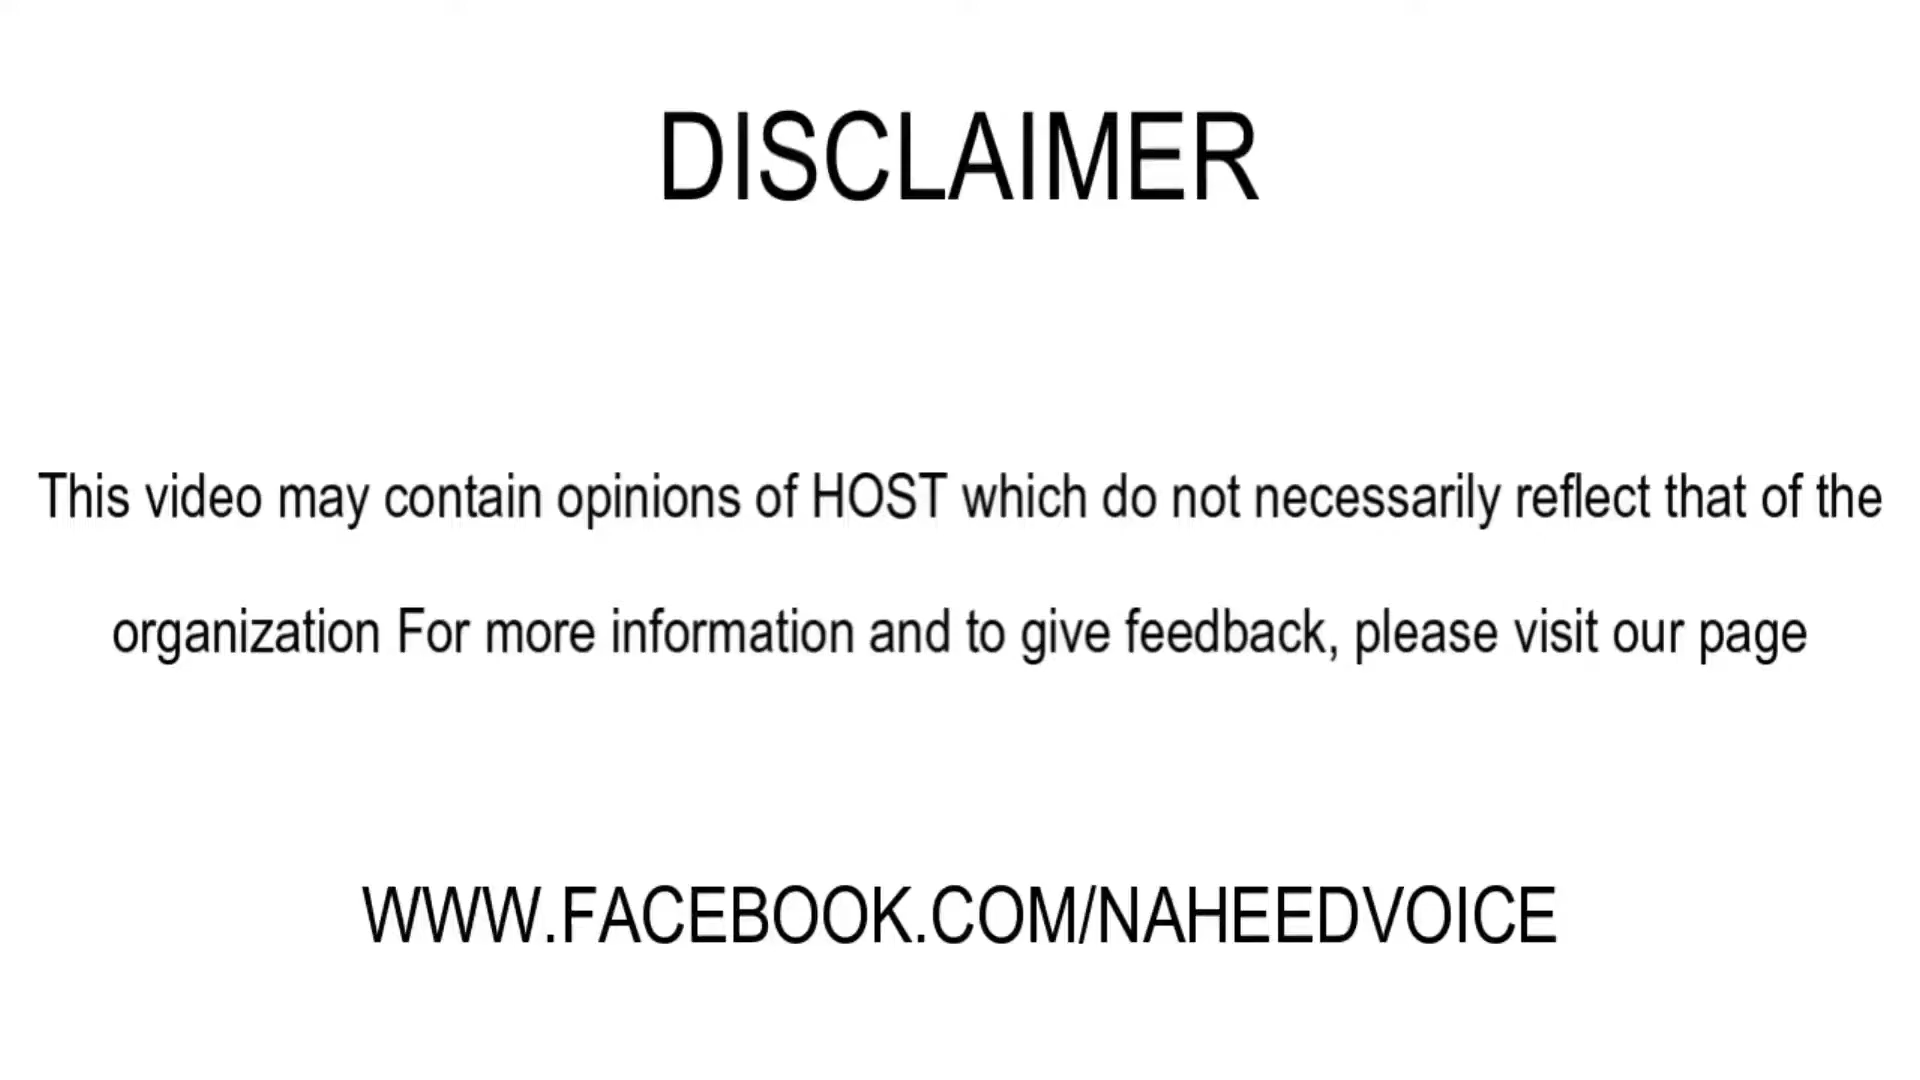 DISCLAIMER
This video may contain opinions of HOST which do not necessarily reflect that of the
organization For more information and to give feedback, please visit our page
WWW.FACEBOOK.COM/NAHEEDVOICE